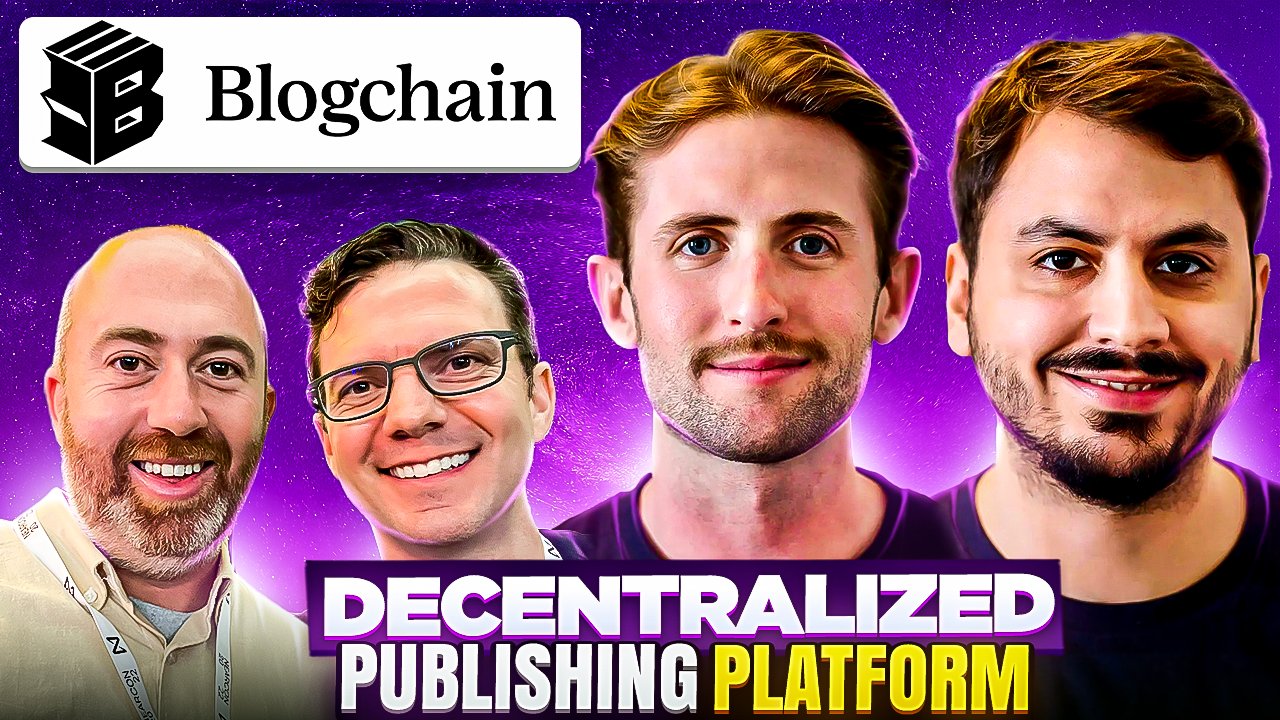 Blogchain
DECENTRALIZED
PUBLISHING PLATFORM